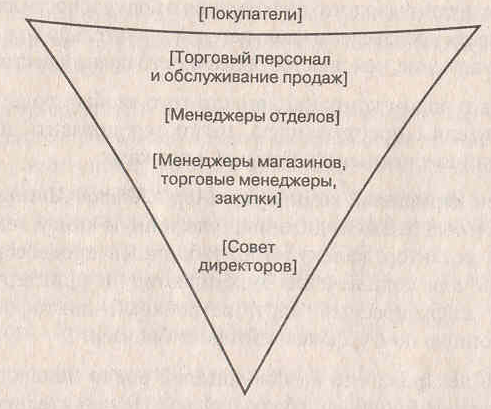 [Покупатели]
[Торговый персонал
и обслуживание продаж]
[Менеджеры отделов]
[Менеджеры магазинов,
торговые менеджеры,
закупки]
[Совет
директоров]